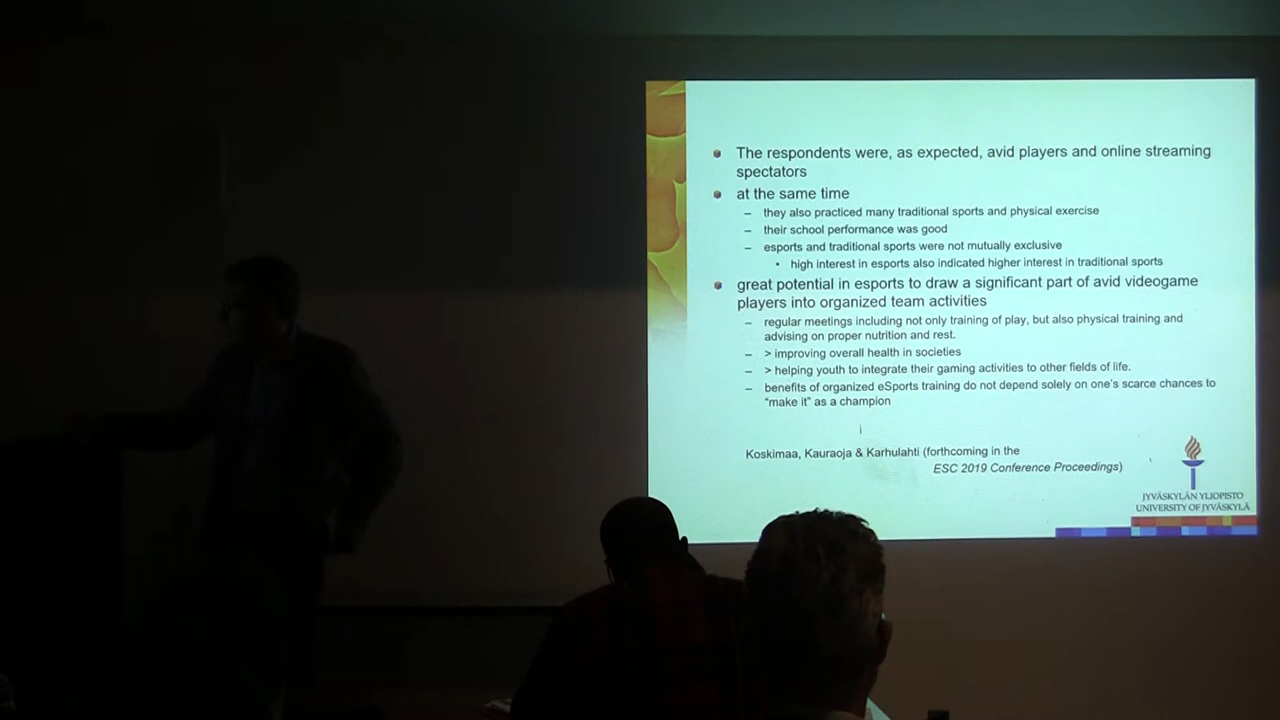 The respondents were, as expected, avid players and online streaming
spectators
at the same time
– they also practiced many traditional sports and physical exercise
– their school performance was good
– esports and traditional sports were not mutually exclusive
• high interest in esports also indicated higher interest in traditional sports
great potential in esports to draw a significant part of avid videogame
players into organized team activities
– regular meetings including not only training of play, but also physical training and
advising on proper nutrition and rest.
– > improving overall health in societies
– > helping youth to integrate their gaming activities to other fields of life.
– benefits of organized eSports training do not depend solely on one's scarce chances to
“make it” as a champion
Koskimaa, Kauraoja & Karhulahti (forthcoming in the
ESC 2019 Conference Proceedings)
JYVÄSKYLÄN YLIOPISTO
UNIVERSITY OF JYVÄSKYLÄ